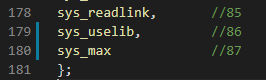 178 sys_readlink, //85
179 sys_uselib, //86
180 sys_max //87
181 };